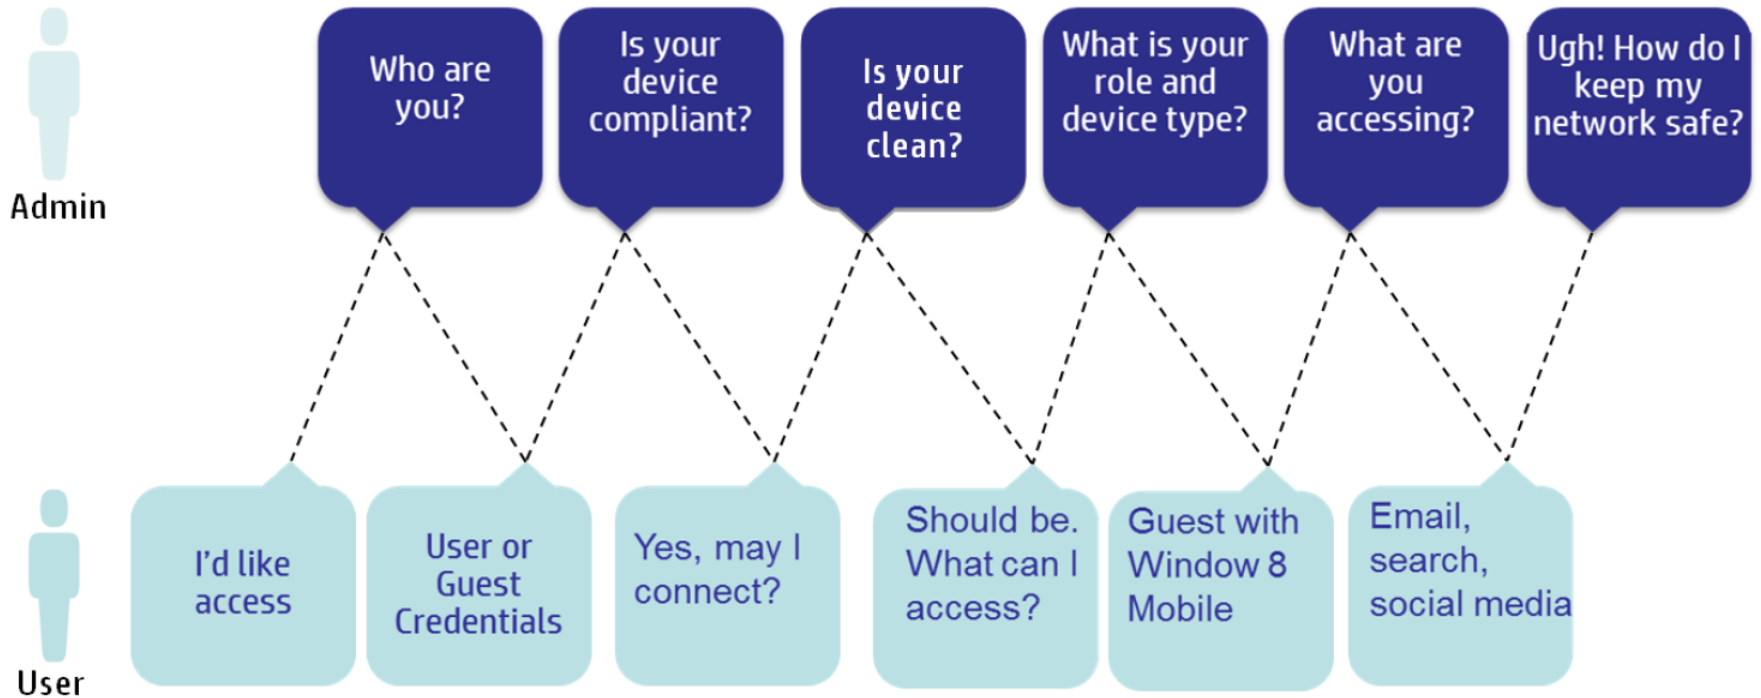 Who are
you?
Is your
device
compliant?
Is your
device
clean?
What is your
role and
device type?
What are
you
accessing?
Ugh! How do I
keep my
network safe?
Admin
I'd like
access
User or
Guest
Credentials
Yes, may I
connect?
Should be.
What can I
access?
Guest with
Window 8
Mobile
Email,
search,
social media
User